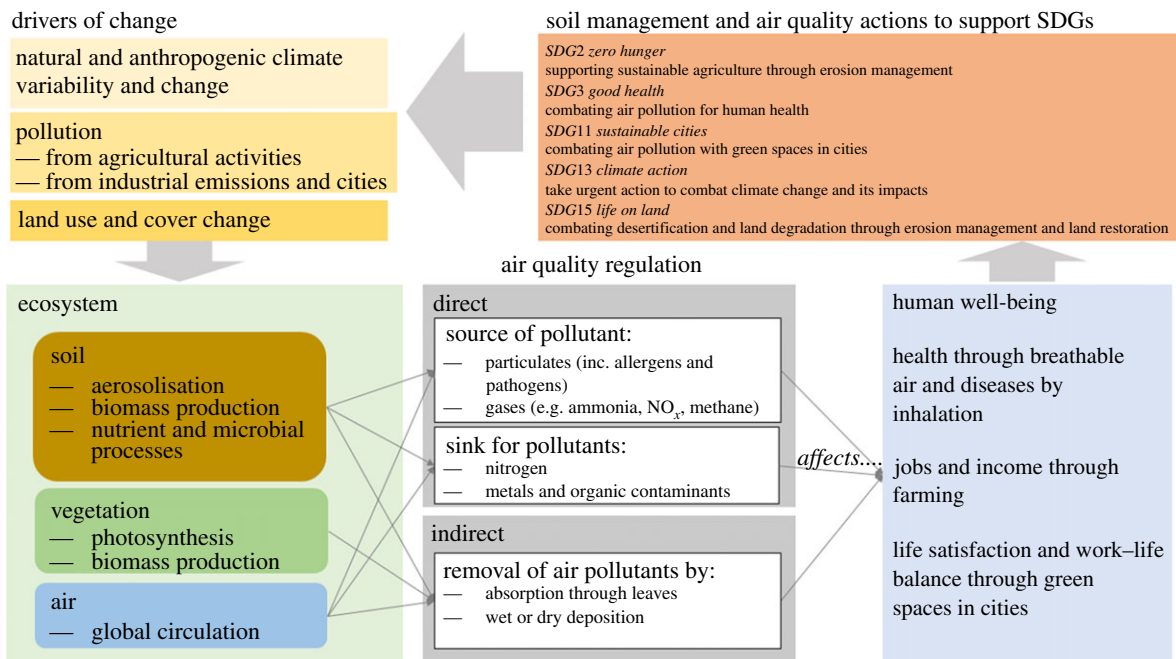 drivers of change
natural and anthropogenic climate
variability and change
pollution
— from agricultural activities
— from industrial emissions and cities
land use and cover change
soil management and air quality actions to support SDGs
SDG2 zero hunger
supporting sustainable agriculture through erosion management
SDG3 good health
combating air pollution for human health
SDG11 sustainable cities
combating air pollution with green spaces in cities
SDG13 climate action
take urgent action to combat climate change and its impacts
SDG15 life on land
combating desertification and land degradation through erosion management and land restoration
ecosystem
soil
— aerosolisation
— biomass production
— nutrient and microbial
processes
vegetation
— photosynthesis
— biomass production
air
— global circulation
air quality regulation
direct
source of pollutant:
— particulates (inc. allergens and
pathogens)
— gases (e.g. ammonia, NOx, methane)
sink for pollutants:
— nitrogen
— metals and organic contaminants
indirect
removal of air pollutants by:
— absorption through leaves
— wet or dry deposition
affects....
human well-being
health through breathable
air and diseases by
inhalation
jobs and income through
farming
life satisfaction and work–life
balance through green
spaces in cities